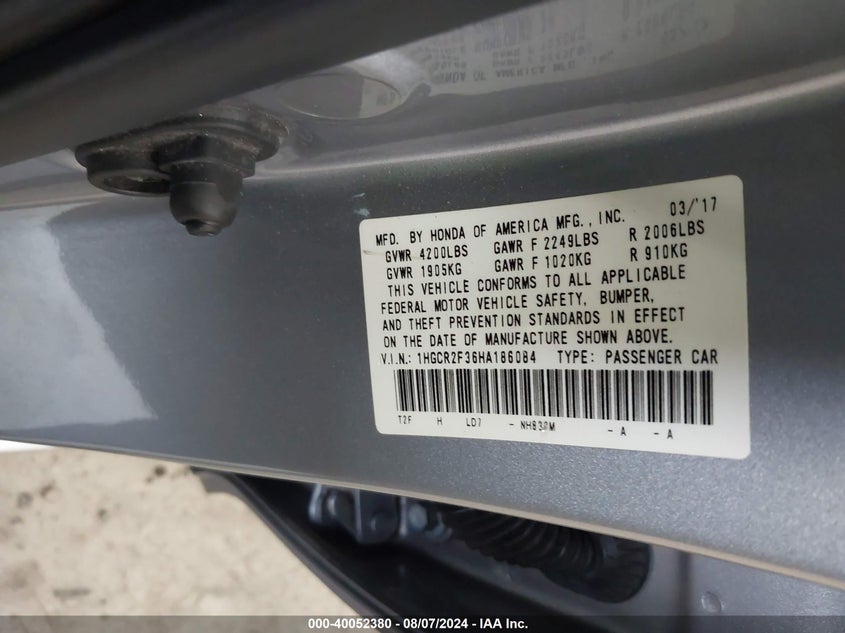 MFD. BY HONDA OF AMERICA MFG., INC. 03/'17
GVWR 4200LBS GAWR F 2249LBS R 2006LBS
GVWR 1905KG GAWR F 1020KG R 910KG
THIS VEHICLE CONFORMS TO ALL APPLICABLE
FEDERAL MOTOR VEHICLE SAFETY, BUMPER,
AND THEFT PREVENTION STANDARDS IN EFFECT
ON THE DATE OF MANUFACTURE SHOWN ABOVE.
V.I.N.: 1HGCR2F36HA186084 TYPE: PASSENGER CAR
T2F H LD7 - -A -A
000-40052380 - 08/07/2024 - IAA Inc.